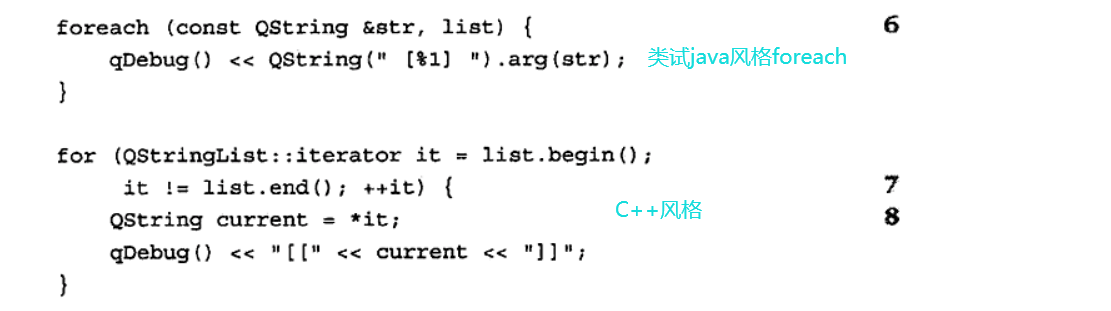 foreach (const QString &str, list) { 6
qDebug() << QString(" [%1] ").arg(str); 类试java风格foreach
}
for (QStringList::iterator it = list.begin();
it != list.end(); ++it) { 7
QString current = *it; C++风格 8
qDebug() << "[[" << current << "]]";
}